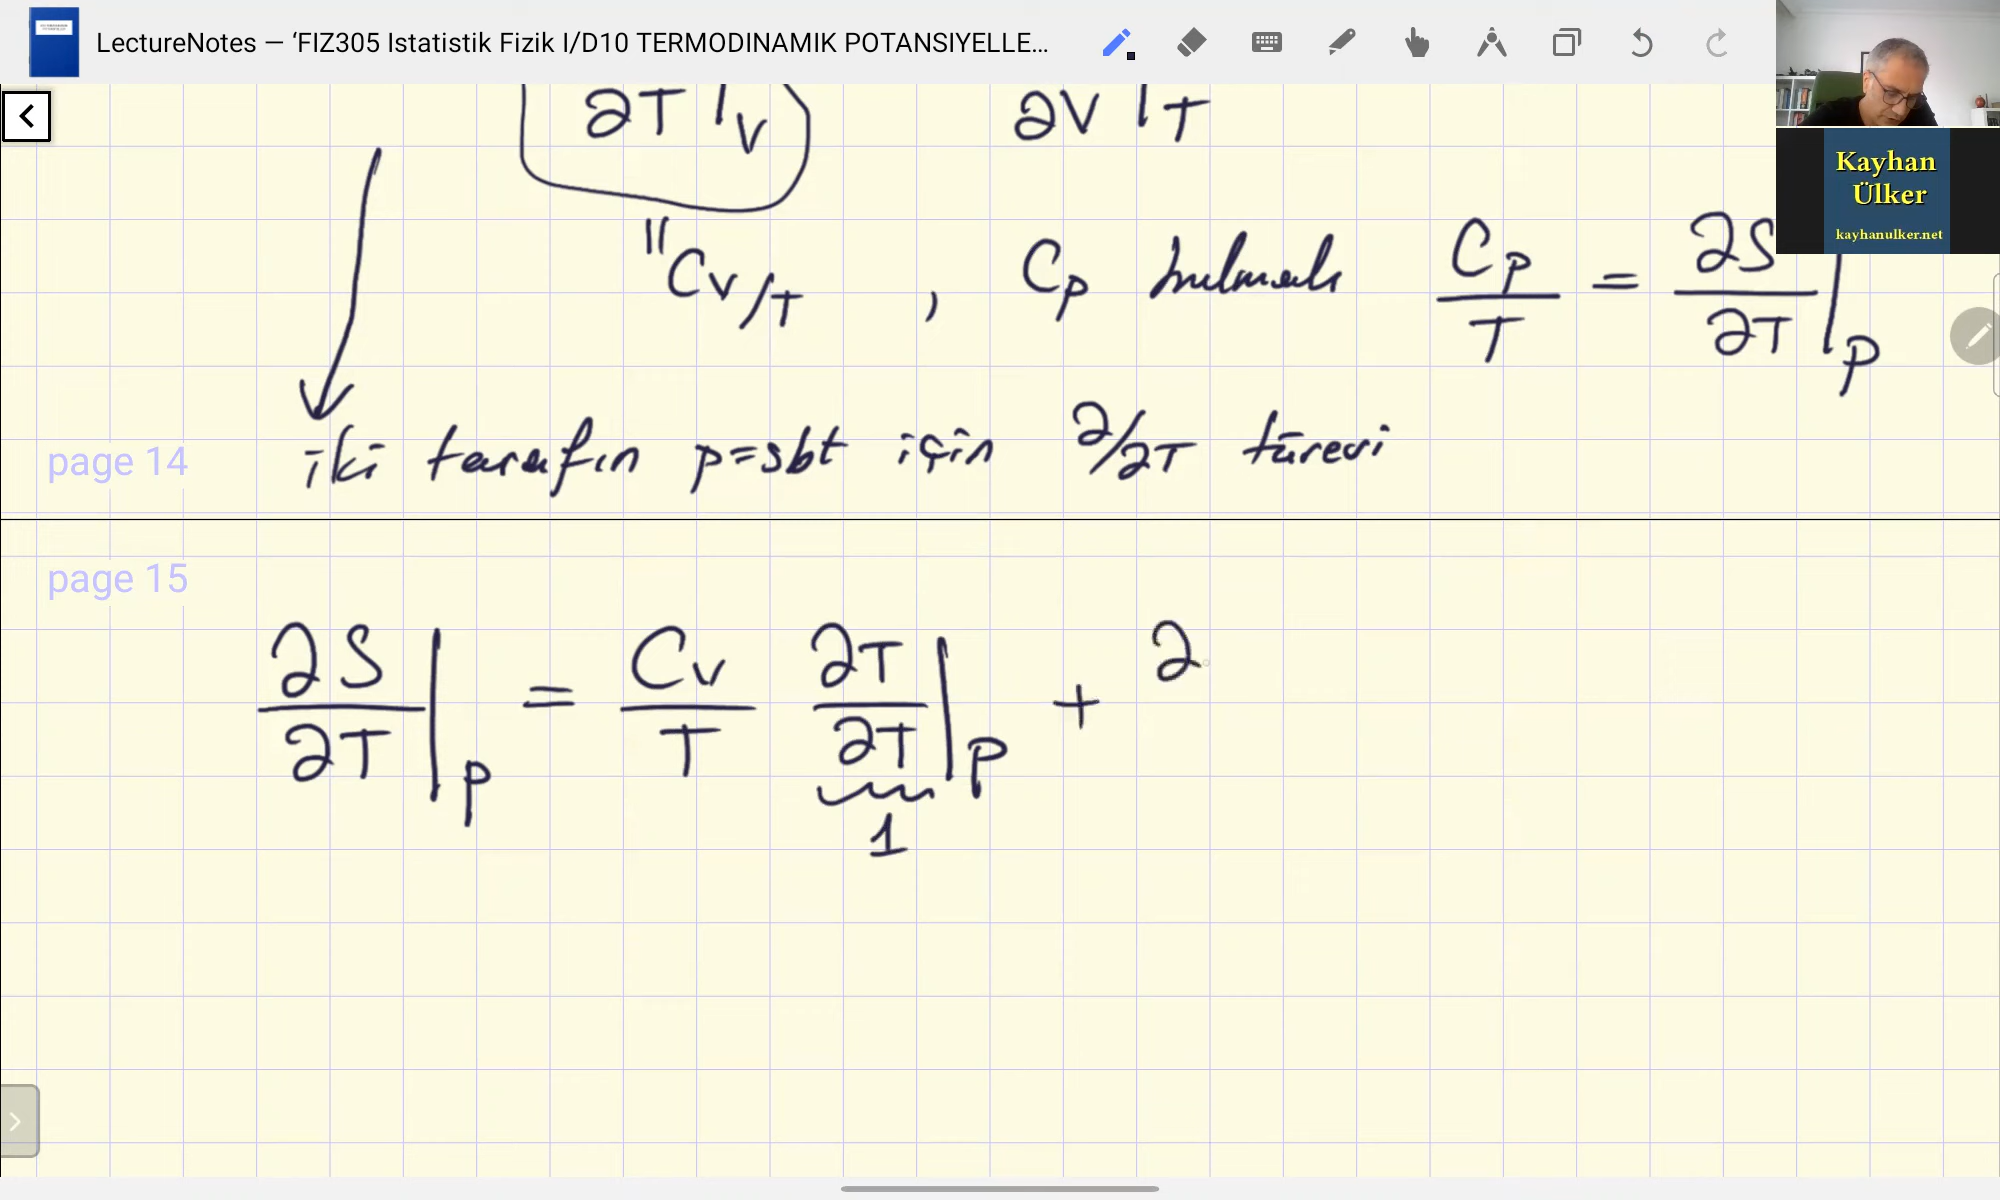 LectureNotes — ‘FIZ305 Istatistik Fizik I/D10 TERMODINAMIK POTANSIYELLE...
∂T |v ∂V |T
Kayhan
Ülker
kayhanulker.net
" Cv/T , Cp bulmak Cp/T = ∂S/∂T |p
page 14
iki tarafın p=sbt için ∂/∂T türevi
page 15
∂S/∂T |p = Cv/T ∂T/∂T |p + ∂
1